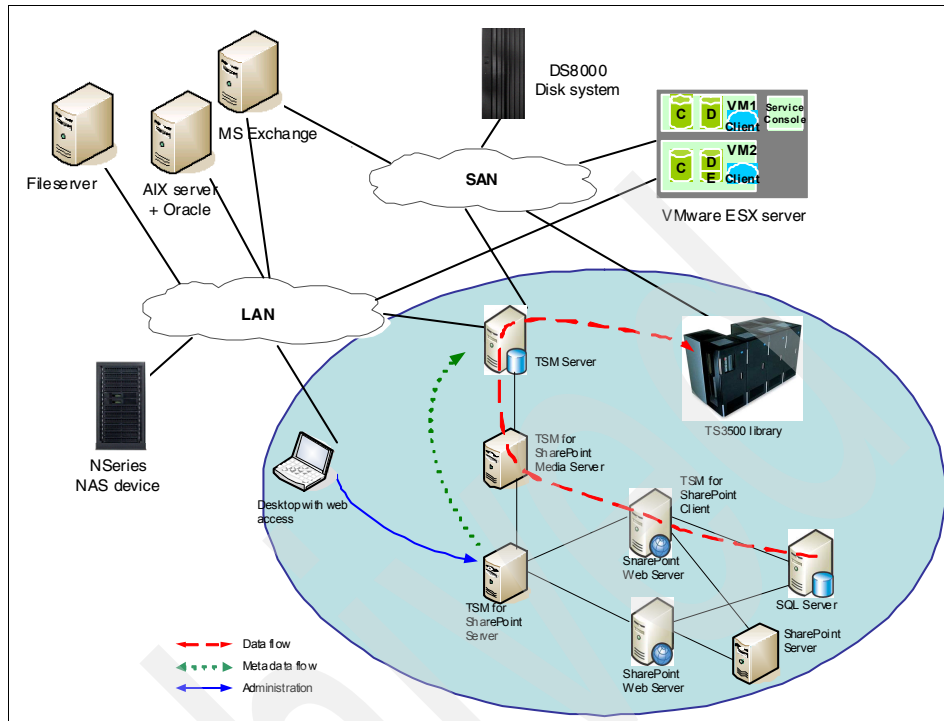 DS8000
Disk system
MS Exchange
Fileserver
AIX server
+ Oracle
SAN
C
D
VM1
Client
Service
Console
VM2
C
D
E
Client
VMware ESX server
LAN
TSM Server
TS3500 library
NSeries
NAS device
Desktop with web
access
TSM for
SharePoint
Media Server
TSM for
SharePoint
Client
SharePoint
Web Server
SQL Server
TSM for
SharePoint
Server
SharePoint
Web Server
SharePoint
Server
Data flow
Metadata flow
Administration